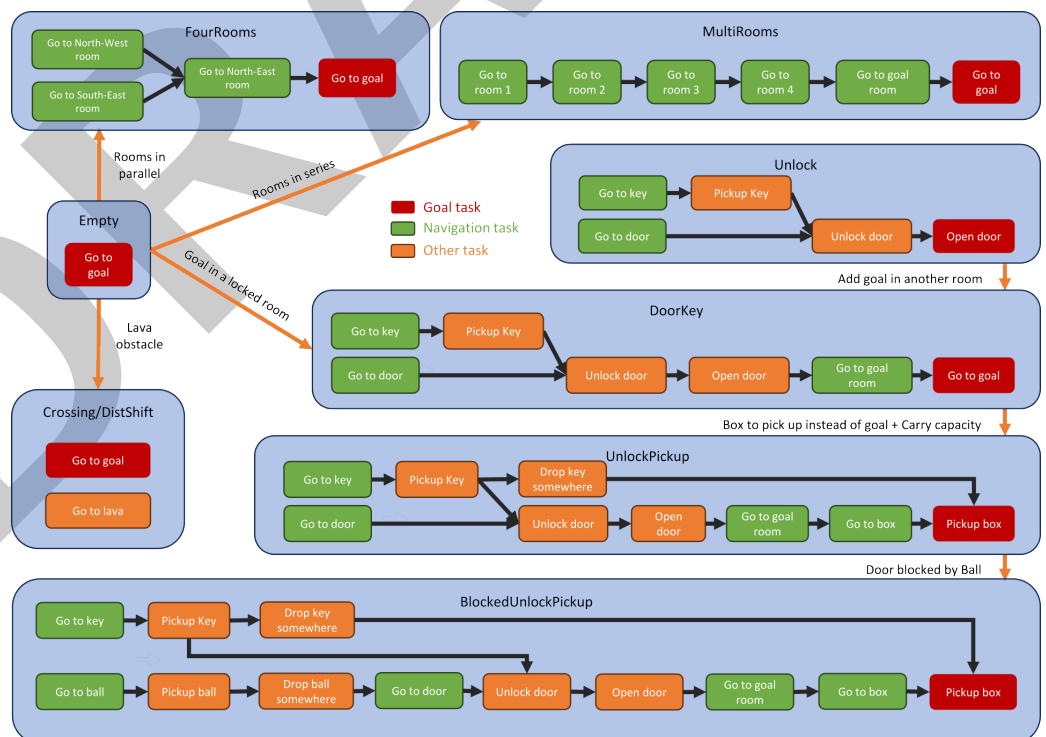 FourRooms
Go to North-West
room
Go to South-East
room
Go to North-East
room
Go to goal
MultiRooms
Go to
room 1
Go to
room 2
Go to
room 3
Go to
room 4
Go to goal
room
Go to
goal
Rooms in
parallel
Rooms in series
Goal in a locked room
Empty
Go to
goal
Lava
obstacle
Goal task
Navigation task
Other task
Unlock
Go to key
Pickup Key
Go to door
Unlock door
Open door
Add goal in another room
DoorKey
Go to key
Pickup Key
Go to door
Unlock door
Open door
Go to goal
room
Go to goal
Box to pick up instead of goal + Carry capacity
Crossing/DistShift
Go to goal
Go to lava
UnlockPickup
Go to key
Pickup Key
Drop key
somewhere
Go to door
Unlock door
Open
door
Go to goal
room
Go to box
Pickup box
Door blocked by Ball
BlockedUnlockPickup
Go to key
Pickup Key
Drop key
somewhere
Go to ball
Pickup ball
Drop ball
somewhere
Go to door
Unlock door
Open door
Go to goal
room
Go to box
Pickup box